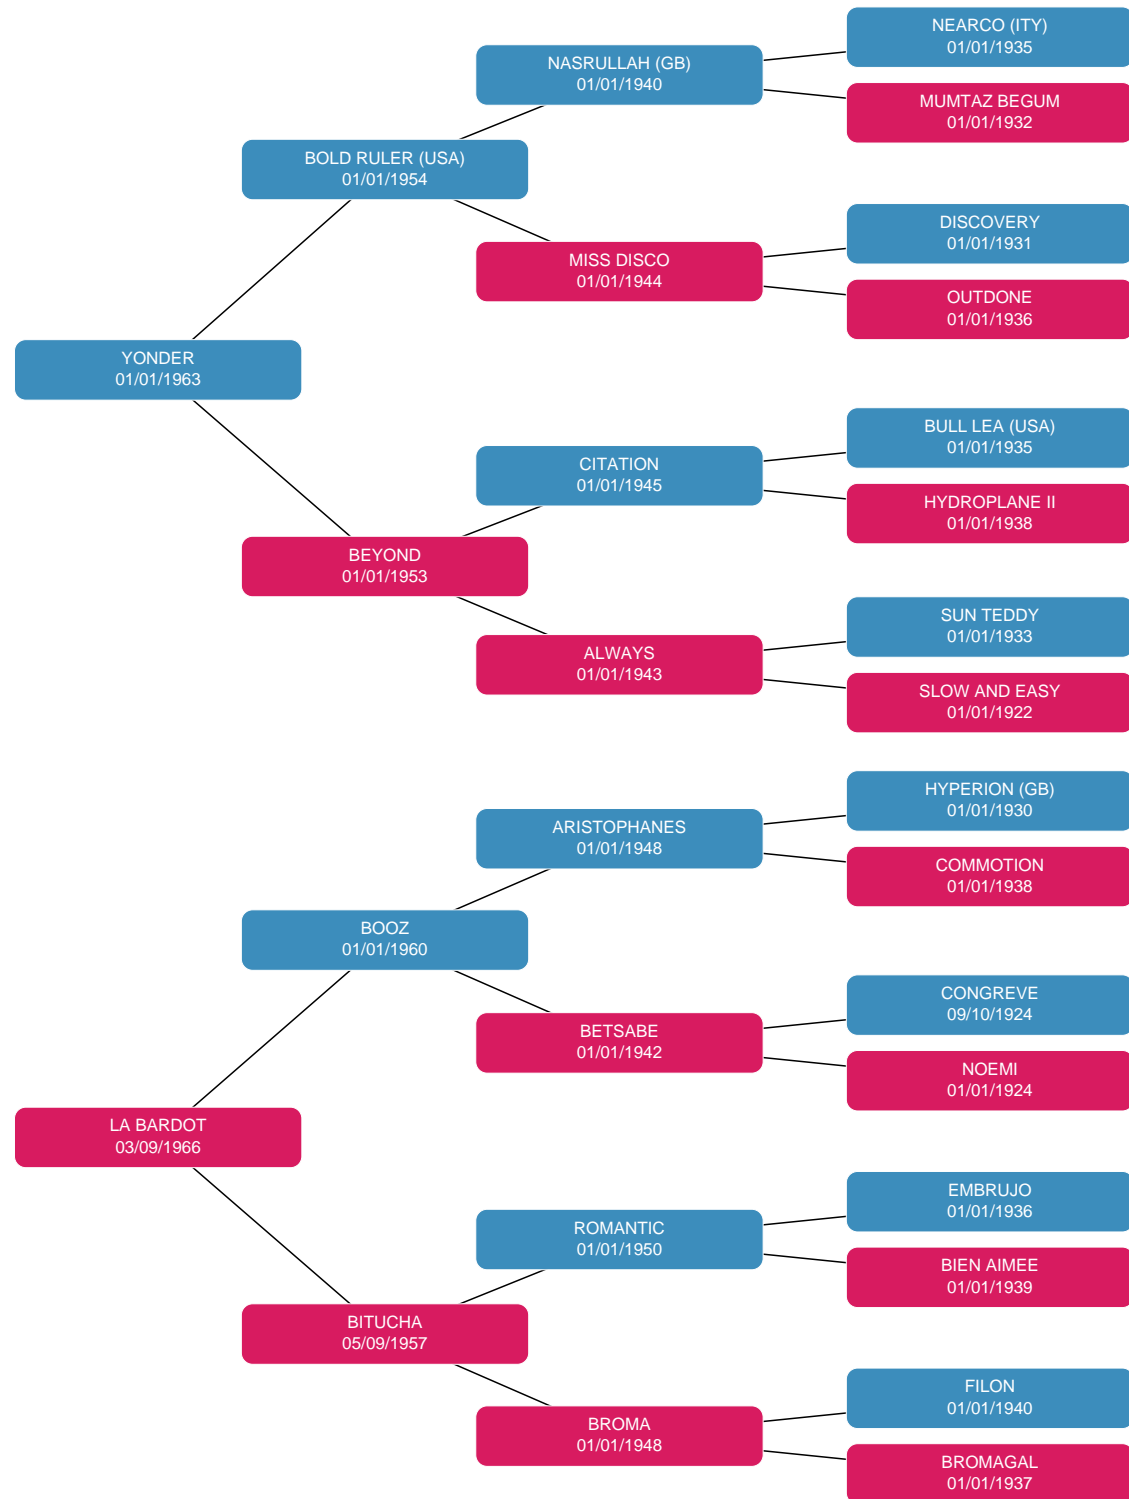 NEARCO (ITY)
01/01/1935
NASRULLAH (GB)
01/01/1940
MUMTAZ BEGUM
01/01/1932
BOLD RULER (USA)
01/01/1954
DISCOVERY
01/01/1931
MISS DISCO
01/01/1944
OUTDONE
01/01/1936
YONDER
01/01/1963
BULL LEA (USA)
01/01/1935
CITATION
01/01/1945
HYDROPLANE II
01/01/1938
BEYOND
01/01/1953
SUN TEDDY
01/01/1933
ALWAYS
01/01/1943
SLOW AND EASY
01/01/1922
HYPERION (GB)
01/01/1930
ARISTOPHANES
01/01/1948
COMMOTION
01/01/1938
BOOZ
01/01/1960
CONGREVE
09/10/1924
BETSABE
01/01/1942
NOEMI
01/01/1924
LA BARDOT
03/09/1966
EMBRUJO
01/01/1936
ROMANTIC
01/01/1950
BIEN AIMEE
01/01/1939
BITUCHA
05/09/1957
FILON
01/01/1940
BROMA
01/01/1948
BROMAGAL
01/01/1937